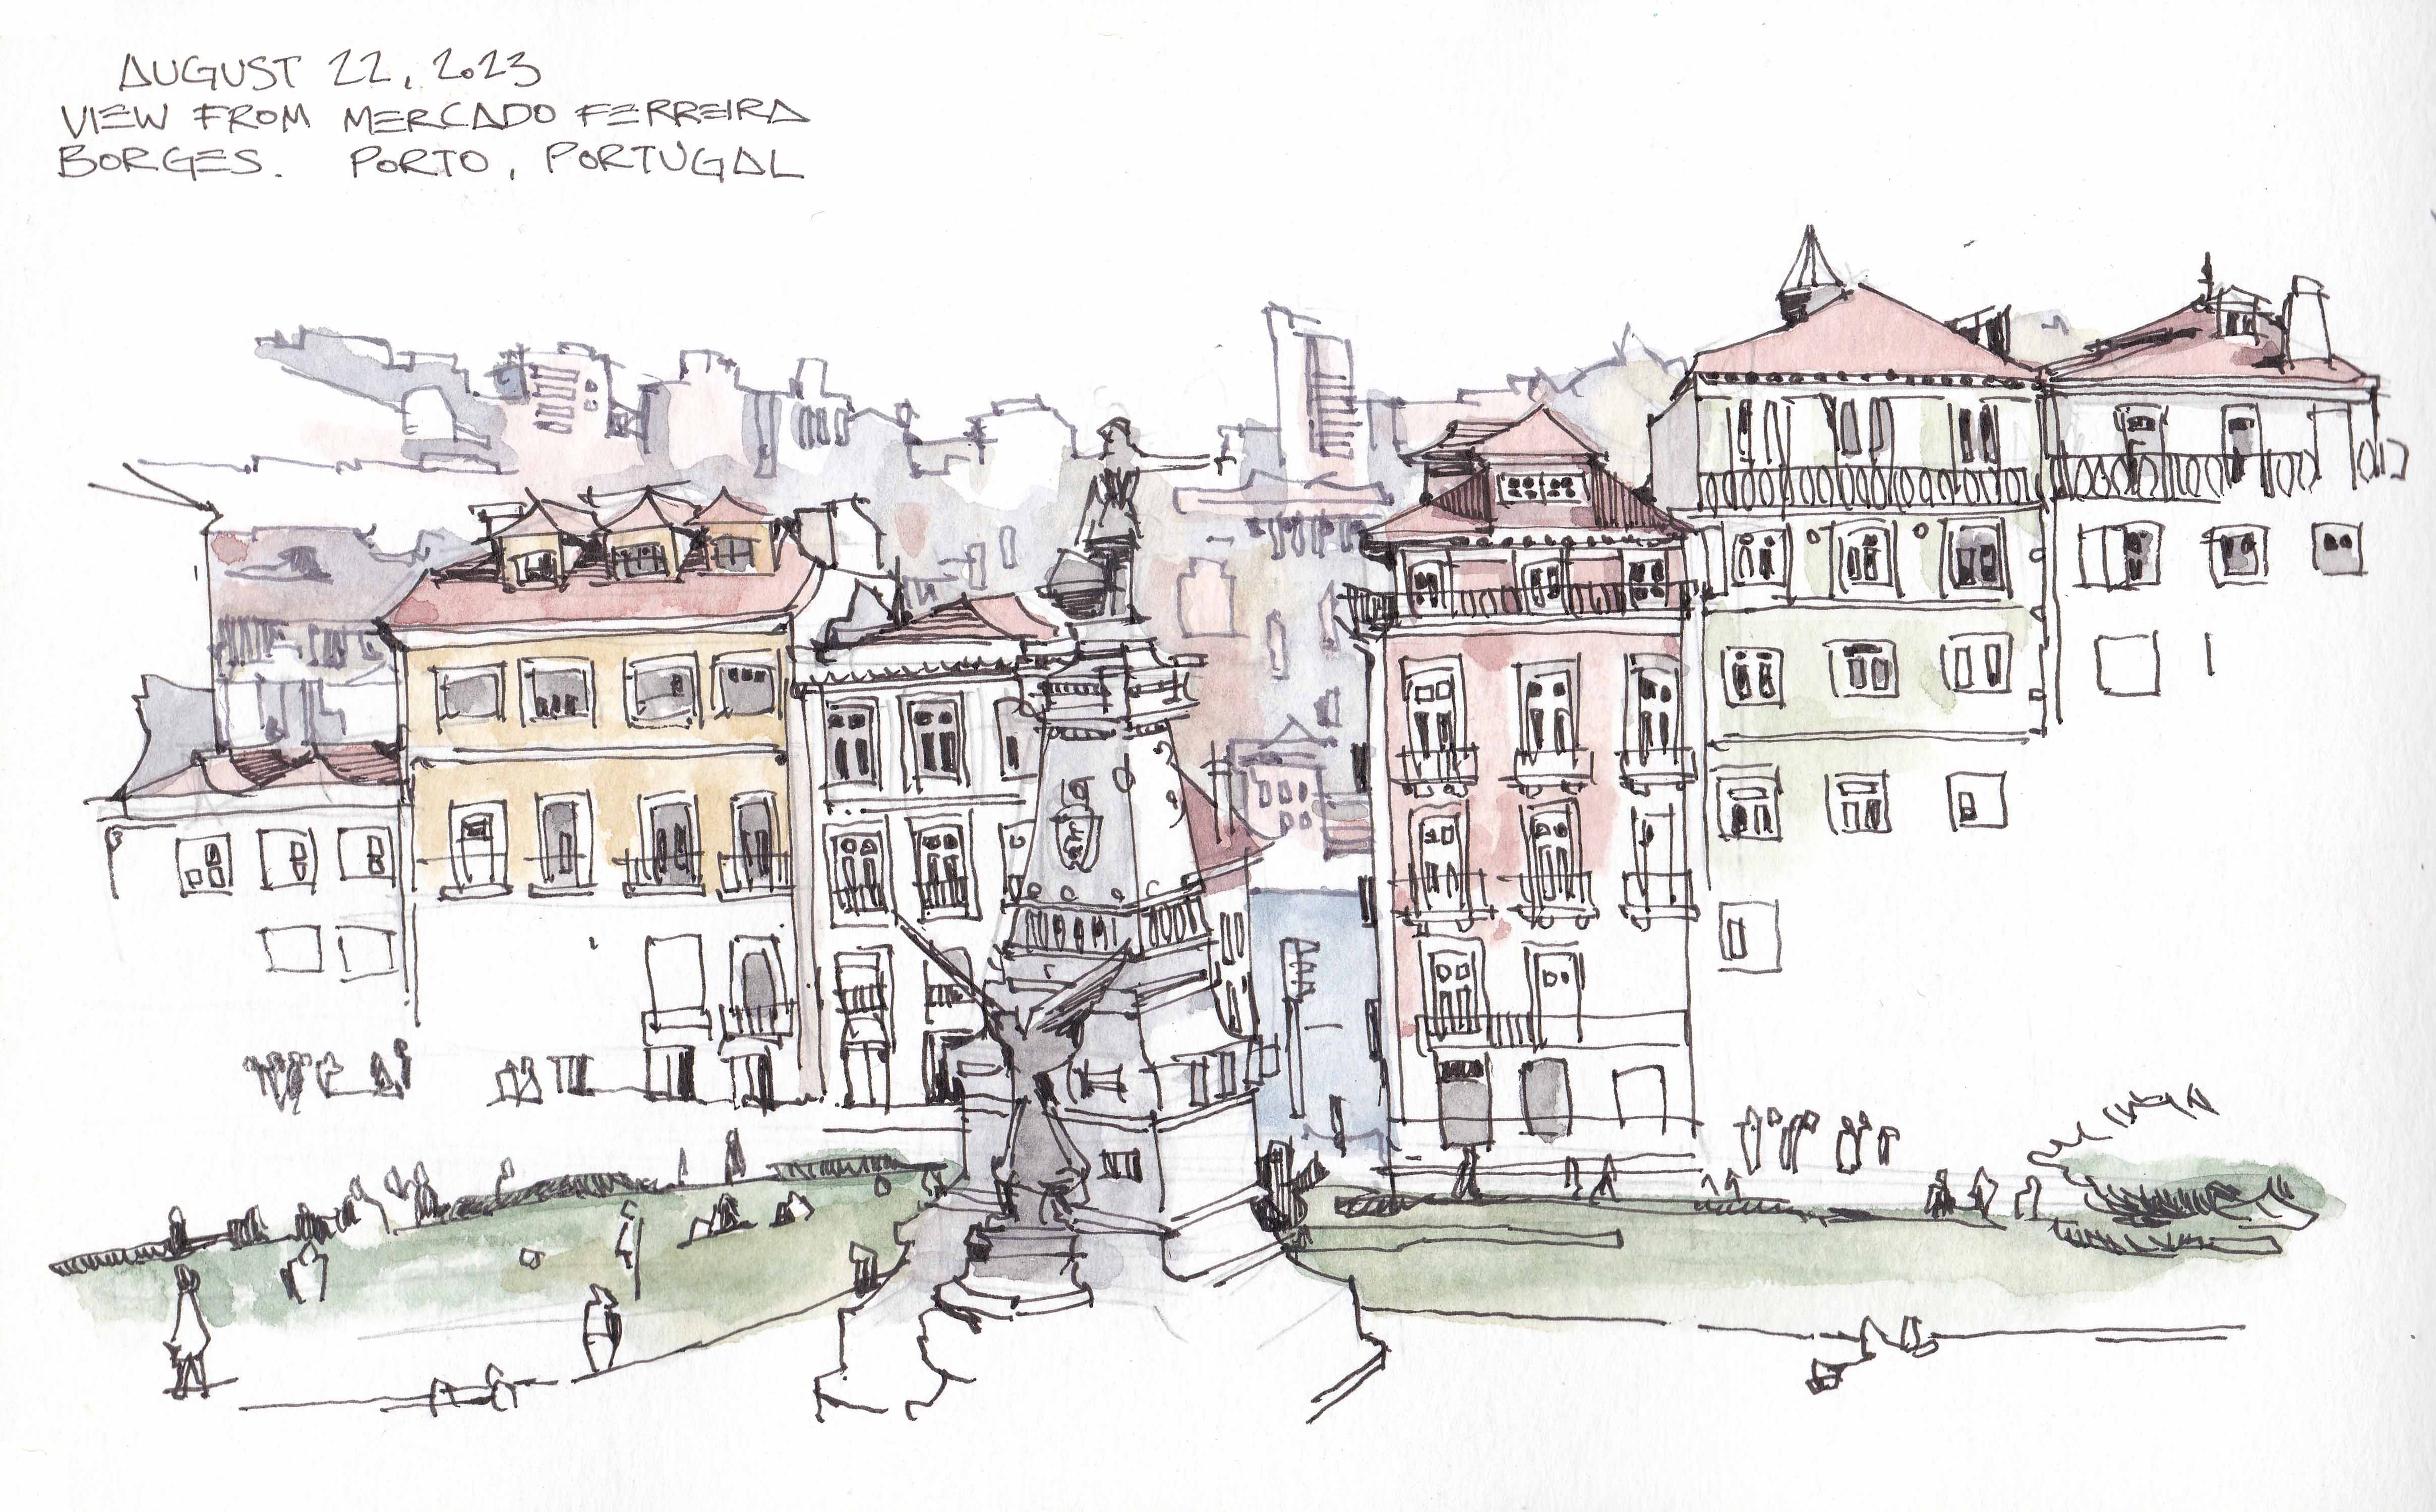 AUGUST 22, 2023
VIEW FROM MERCADO FERREIRA
BORGES. PORTO, PORTUGAL